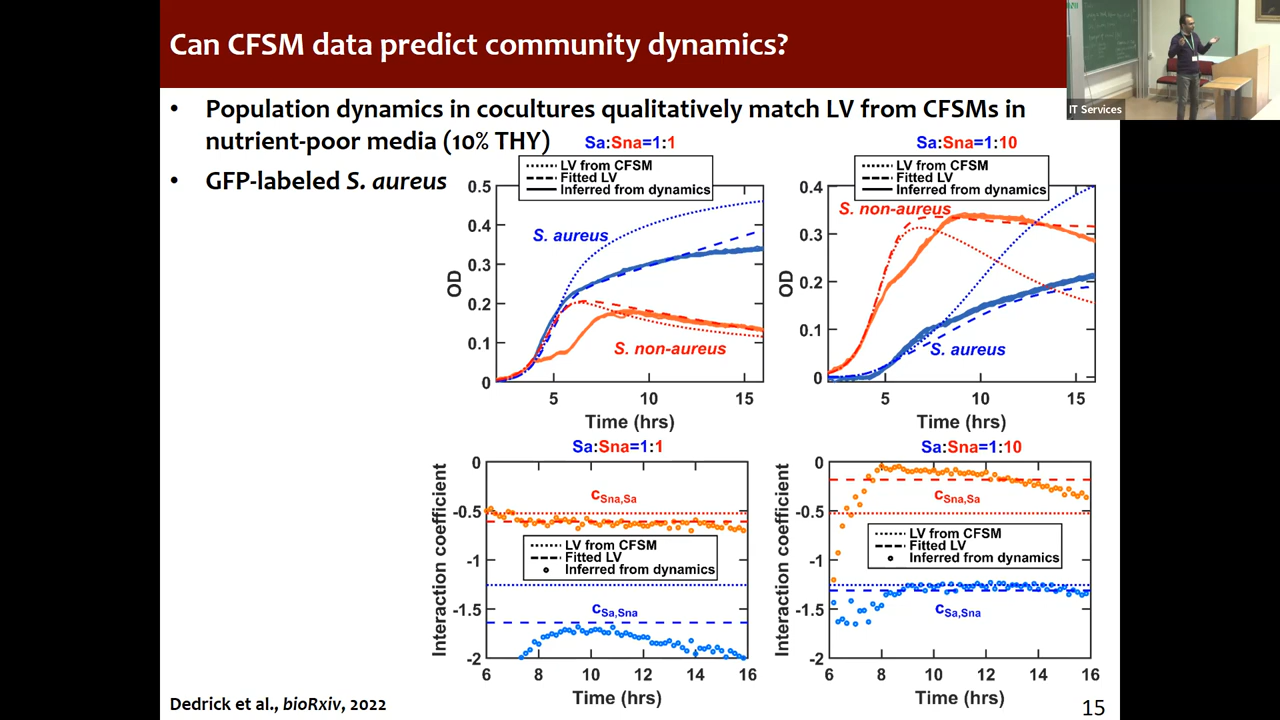 Can CFSM data predict community dynamics?
IT Services
• Population dynamics in cocultures qualitatively match LV from CFSMs in
nutrient-poor media (10% THY)
• GFP-labeled S. aureus
Sa:Sna=1:1
LV from CFSM
Fitted LV
Inferred from dynamics
S. aureus
S. non-aureus
OD
0.5
0.4
0.3
0.2
0.1
0
5
10
15
Time (hrs)
Sa:Sna=1:10
LV from CFSM
Fitted LV
Inferred from dynamics
S. non-aureus
S. aureus
OD
0.4
0.3
0.2
0.1
0
5
10
15
Time (hrs)
Sa:Sna=1:1
Interaction coefficient
0
-0.5
-1
-1.5
-2
cSna,Sa
LV from CFSM
Fitted LV
Inferred from dynamics
cSa,Sna
6
8
10
12
14
16
Time (hrs)
Sa:Sna=1:10
Interaction coefficient
0
-0.5
-1
-1.5
-2
cSna,Sa
LV from CFSM
Fitted LV
Inferred from dynamics
cSa,Sna
6
8
10
12
14
16
Time (hrs)
Dedrick et al., bioRxiv, 2022
15